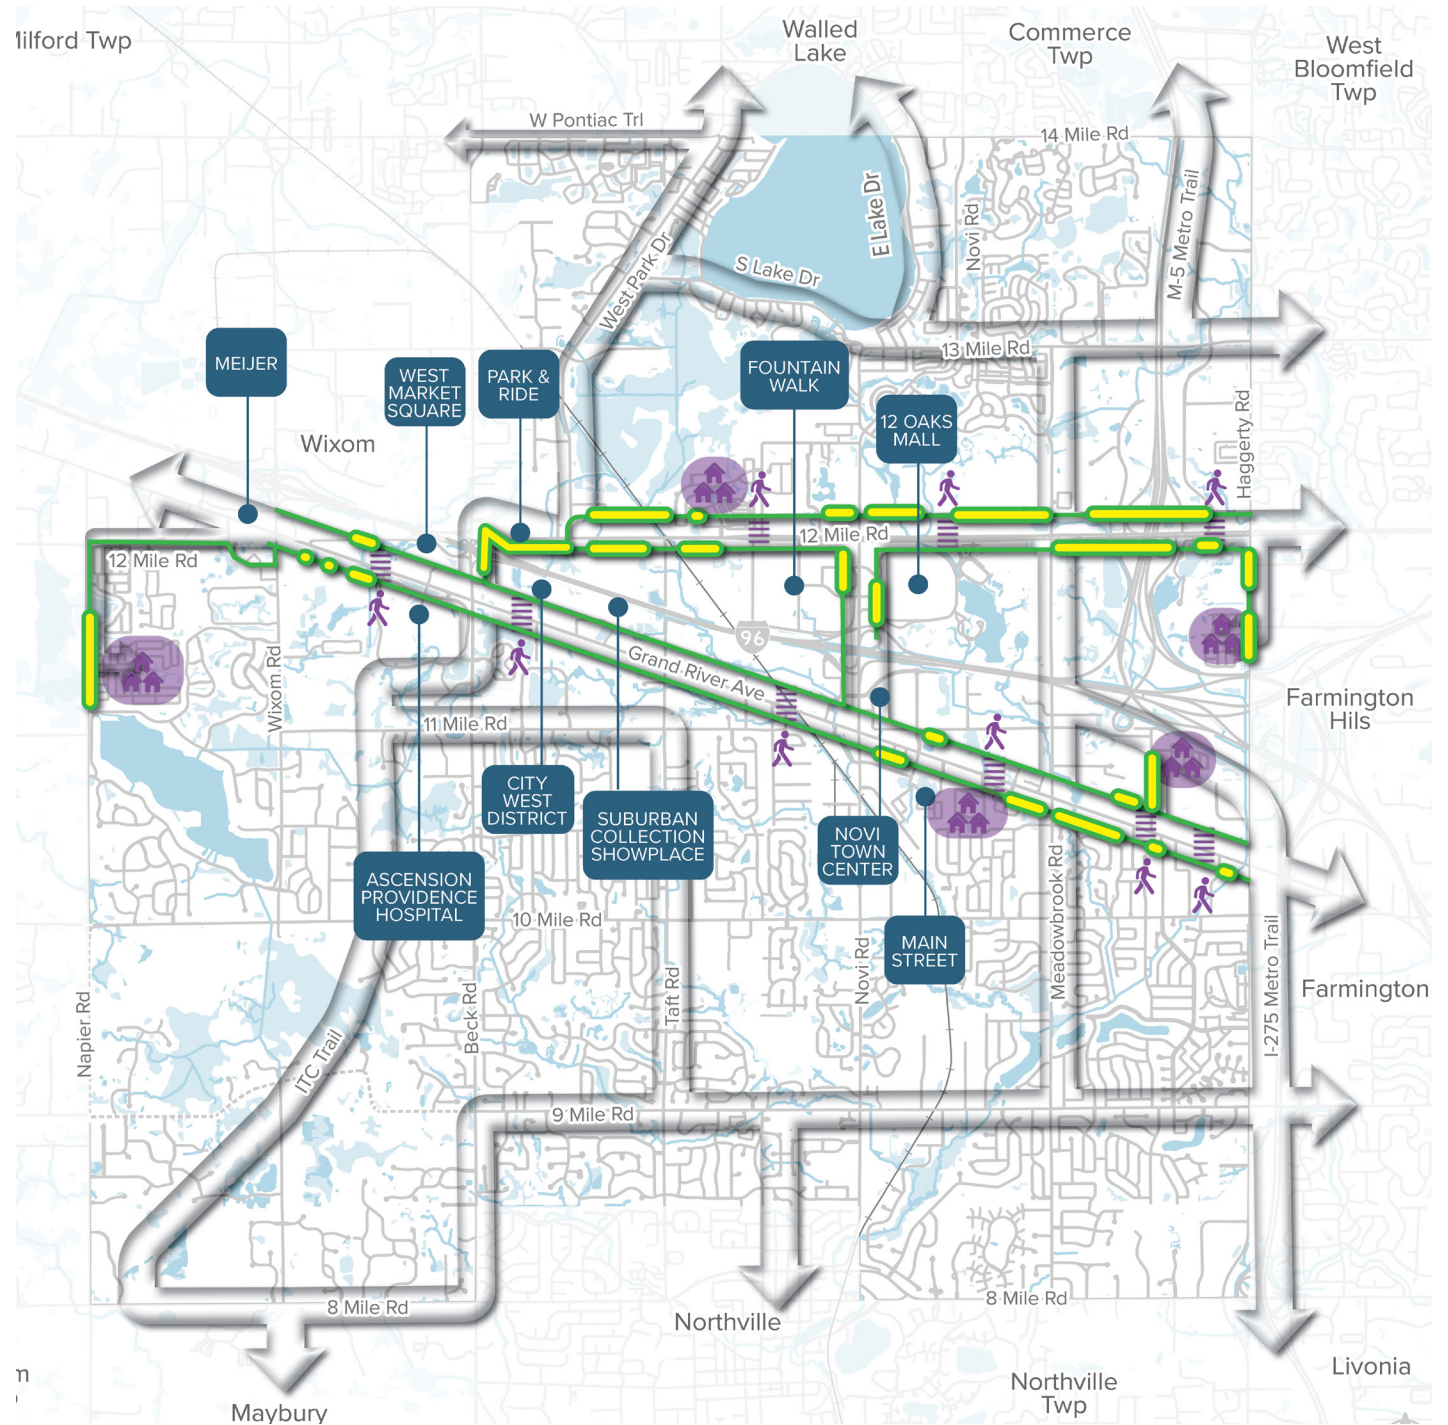 Milford Twp
Walled
Lake
Commerce
Twp
West
Bloomfield
Twp
W Pontiac Trl
14 Mile Rd
E Lake Dr
Novi Rd
M-5 Metro Trail
S Lake Dr
West Park Dr
13 Mile Rd
MEIJER
WEST
MARKET
SQUARE
PARK &
RIDE
FOUNTAIN
WALK
12 OAKS
MALL
Haggerty Rd
Wixom
12 Mile Rd
12 Mile Rd
96
Grand River Ave
Wixom Rd
11 Mile Rd
Farmington
Hills
CITY
WEST
DISTRICT
SUBURBAN
COLLECTION
SHOWPLACE
NOVI
TOWN
CENTER
ASCENSION
PROVIDENCE
HOSPITAL
10 Mile Rd
MAIN
STREET
Meadowbrook Rd
Novi Rd
Taft Rd
Beck Rd
Napier Rd
I-275 Metro Trail
Farmington
ITC Trail
9 Mile Rd
8 Mile Rd
8 Mile Rd
Northville
Livonia
Northville
Twp
Maybury